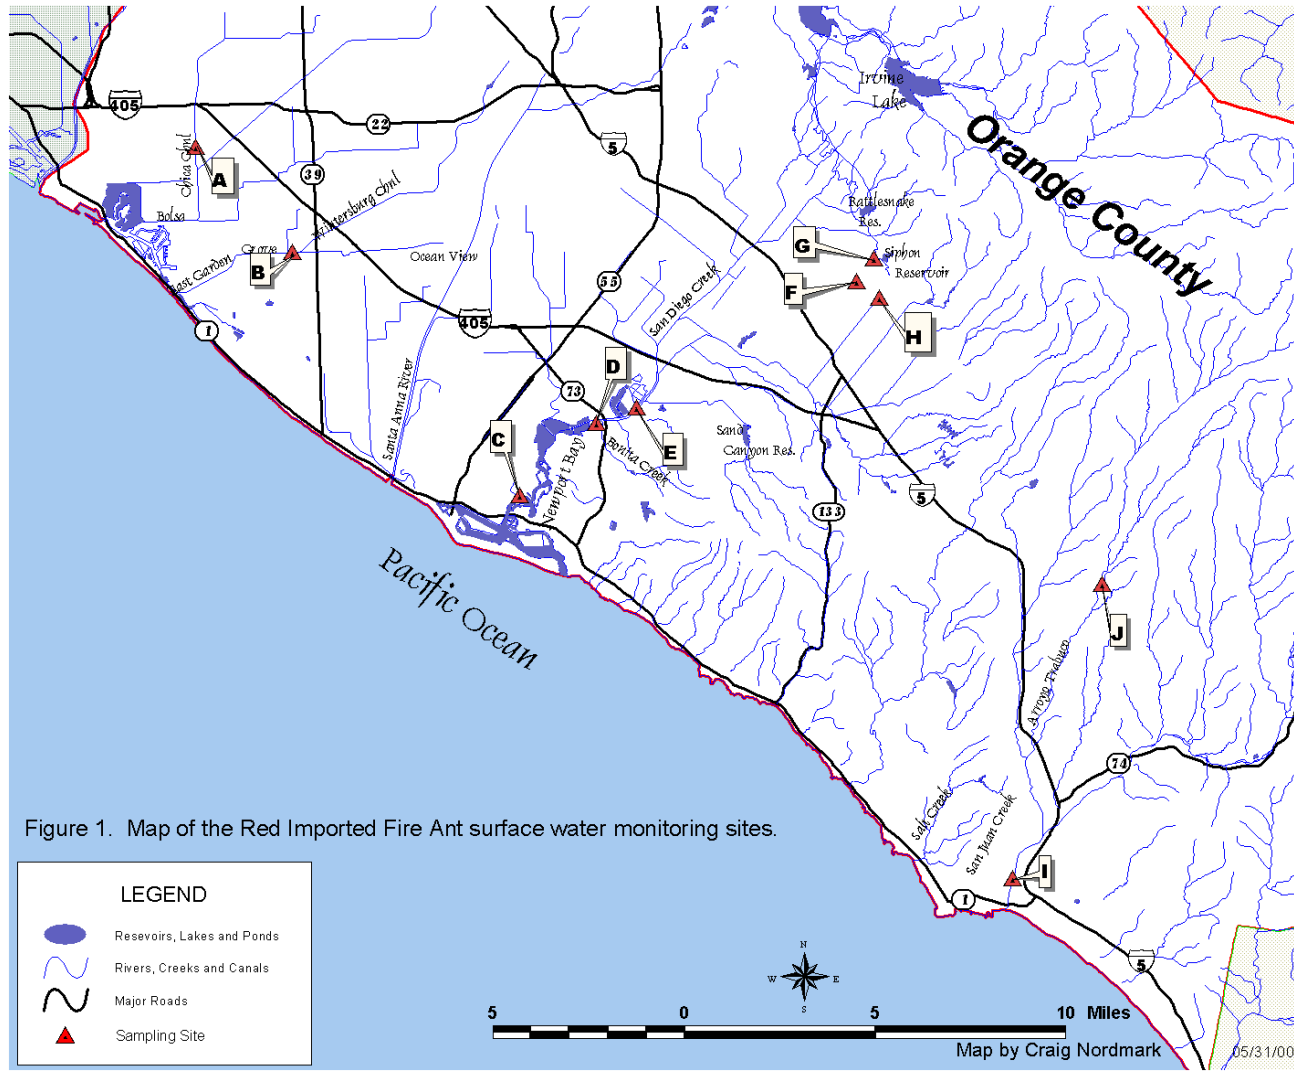 Irvine
Lake
Orange County
405
22
5
Chica Chnl
A
39
Wintersburg Chnl
Bolsa
Rattlesnake
Res.
G
Siphon
Reservoir
East Garden Grove
B
Ocean View
F
55
San Diego Creek
H
1
405
D
73
Santa Anna River
C
E
Sand
Canyon Res.
Bonita Creek
Newport Bay
5
133
Pacific Ocean
J
Arroyo Trabuco
74
Salt Creek
San Juan Creek
I
1
5
Figure 1. Map of the Red Imported Fire Ant surface water monitoring sites.
LEGEND
Resevoirs, Lakes and Ponds
Rivers, Creeks and Canals
Major Roads
Sampling Site
N
W E
S
5 0 5 10 Miles
Map by Craig Nordmark
05/31/00